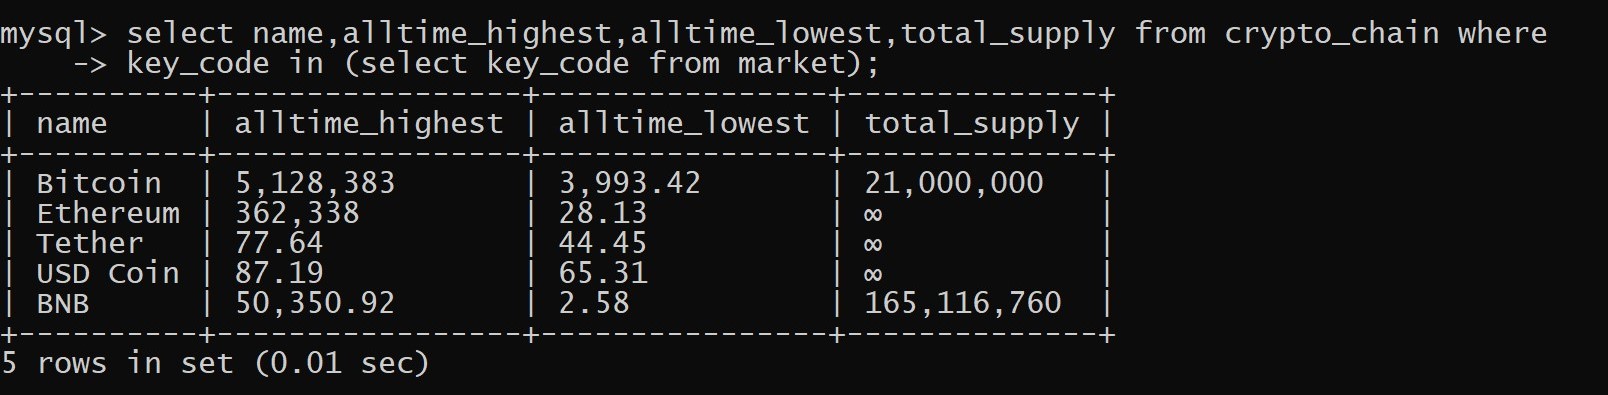 mysql> select name,alltime_highest,alltime_lowest,total_supply from crypto_chain where
    -> key_code in (select key_code from market);
+----------+-----------------+----------------+--------------+
| name     | alltime_highest | alltime_lowest | total_supply |
+----------+-----------------+----------------+--------------+
| Bitcoin  | 5,128,383       | 3,993.42       | 21,000,000   |
| Ethereum | 362,338         | 28.13          | ∞            |
| Tether   | 77.64           | 44.45          | ∞            |
| USD Coin | 87.19           | 65.31          | ∞            |
| BNB      | 50,350.92       | 2.58           | 165,116,760  |
+----------+-----------------+----------------+--------------+
5 rows in set (0.01 sec)